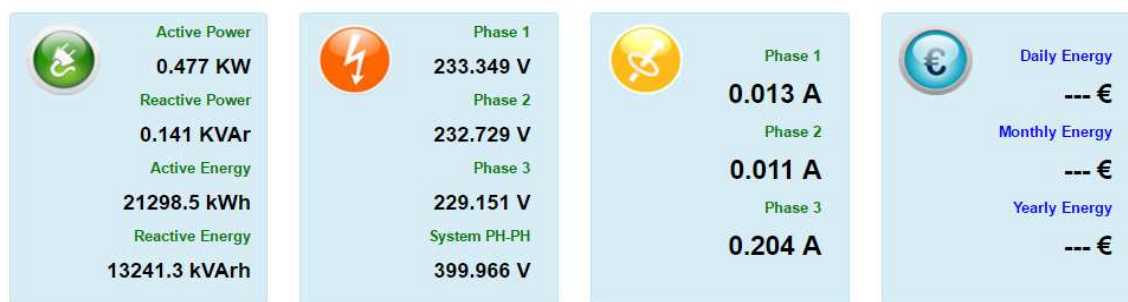 Active Power
0.477 KW
Reactive Power
0.141 KVAr
Active Energy
21298.5 kWh
Reactive Energy
13241.3 kVArh
Phase 1
233.349 V
Phase 2
232.729 V
Phase 3
229.151 V
System PH-PH
399.966 V
Phase 1
0.013 A
Phase 2
0.011 A
Phase 3
0.204 A
€
Daily Energy
--- €
Monthly Energy
--- €
Yearly Energy
--- €